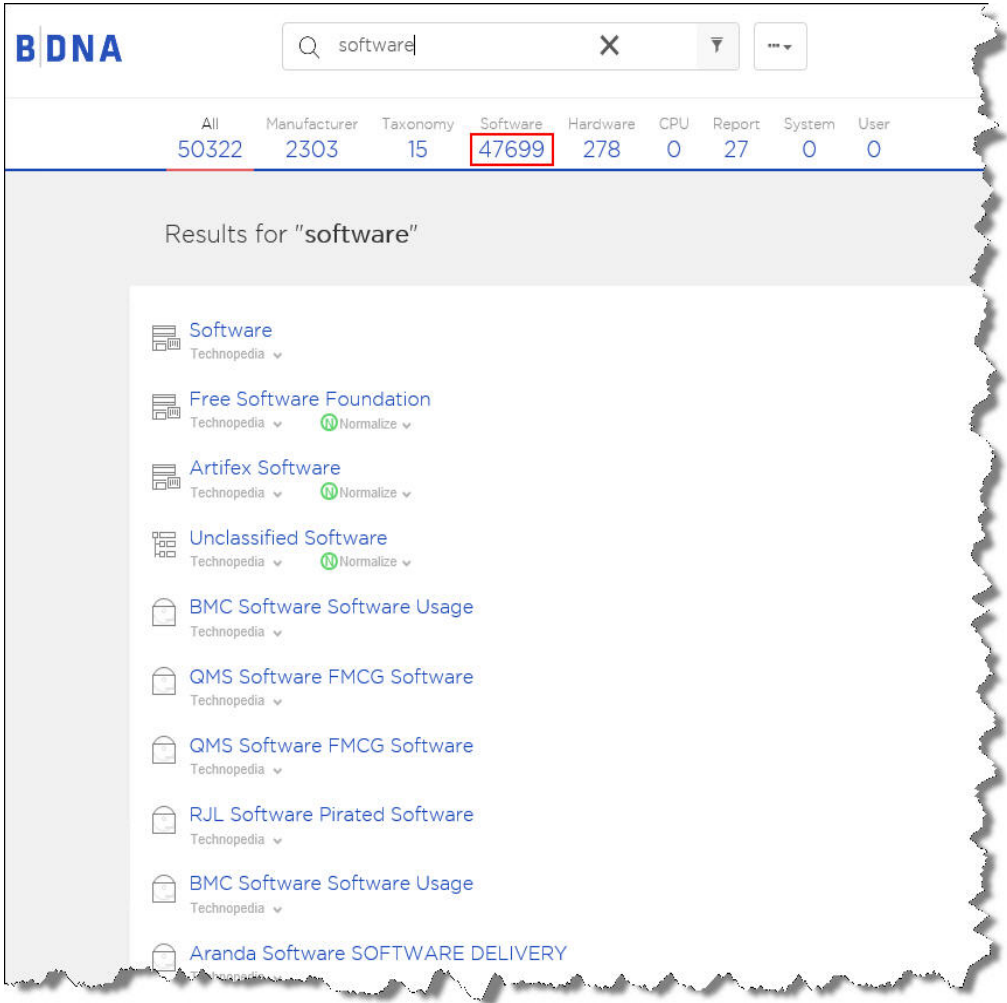 BDNA
software
All Manufacturer Taxonomy Software Hardware CPU Report System User
50322 2303 15 47699 278 0 27 0 0
Results for "software"
Software
Technopedia
Free Software Foundation
Technopedia N Normalize
Artifex Software
Technopedia N Normalize
Unclassified Software
Technopedia N Normalize
BMC Software Software Usage
Technopedia
QMS Software FMCG Software
Technopedia
QMS Software FMCG Software
Technopedia
RJL Software Pirated Software
Technopedia
BMC Software Software Usage
Technopedia
Aranda Software SOFTWARE DELIVERY